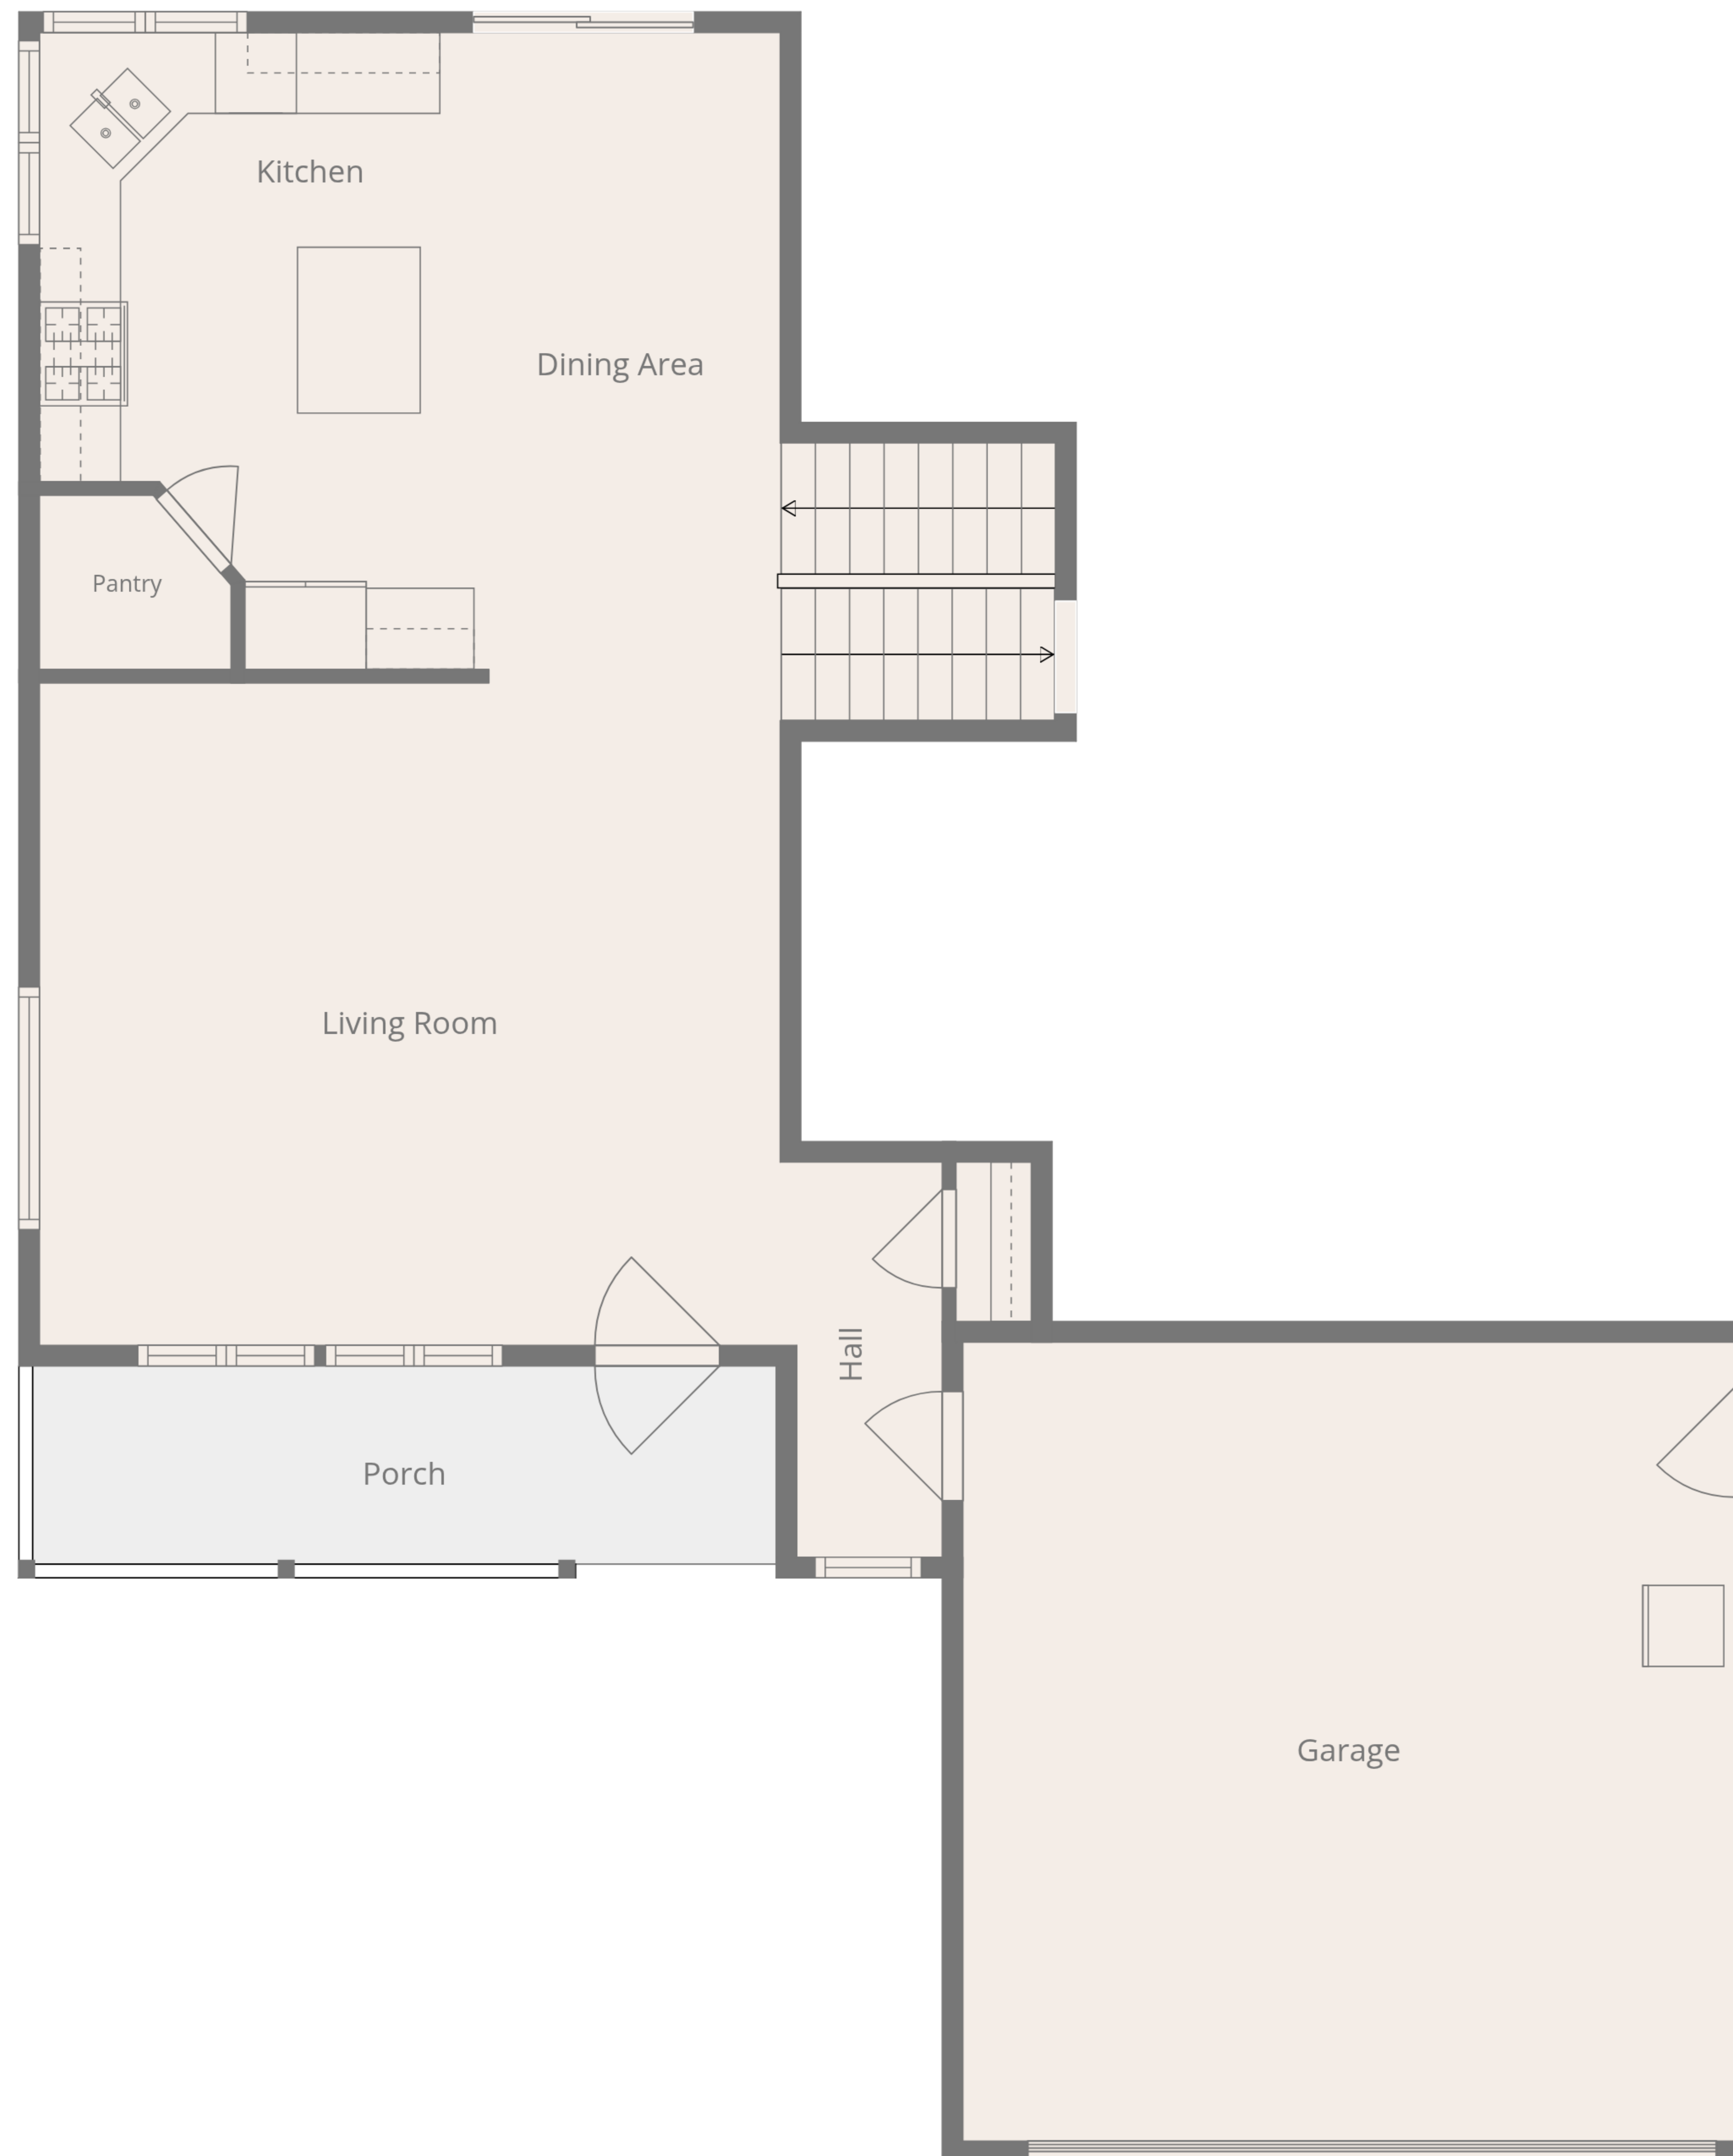 Kitchen
Dining Area
Pantry
Living Room
Hall
Porch
Garage